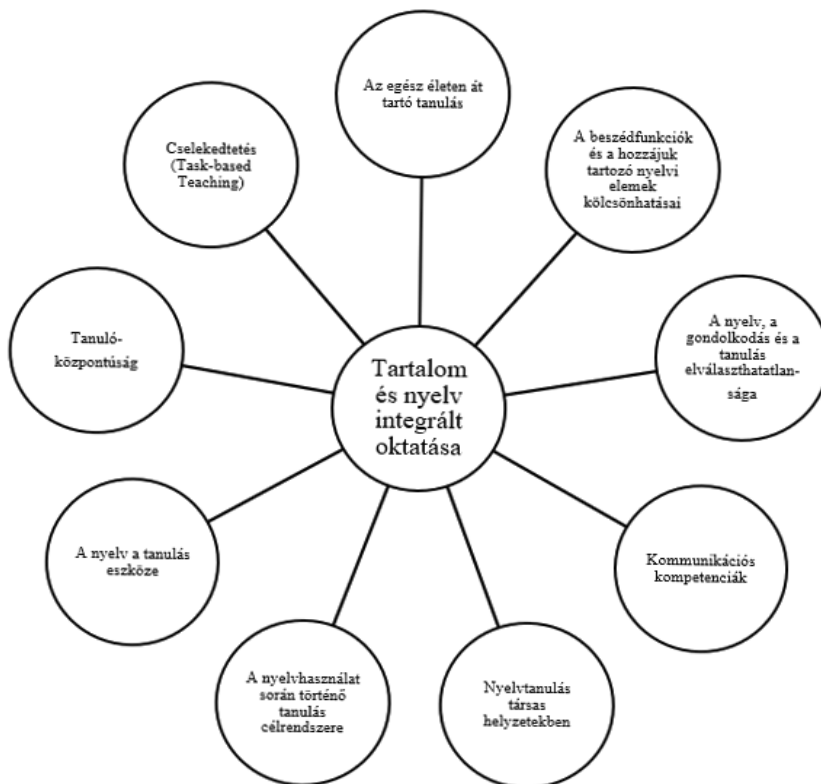 Az egész életen át
tartó tanulás
A beszédfunkciók
és a hozzájuk
tartozó nyelvi
elemek
kölcsönhatásai
A nyelv, a
gondolkodás és a
tanulás
elválaszthatatlan-
sága
Kommunikációs
kompetenciák
Nyelvtanulás
társas
helyzetekben
A nyelvhasználat
során történő
tanulás
célrendszere
A nyelv a tanulás
eszköze
Tanuló-
központúság
Cselekedtetés
(Task-based
Teaching)
Tartalom
és nyelv
integrált
oktatása